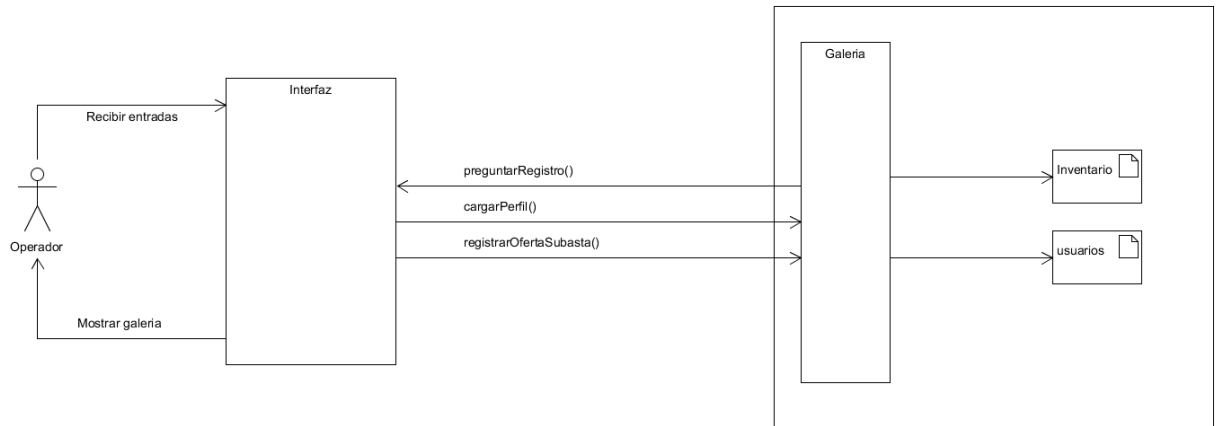 Galeria
Interfaz
Recibir entradas
preguntarRegistro()
Inventario
cargarPerfil()
Operador
registrarOfertaSubasta()
usuarios
Mostrar galeria